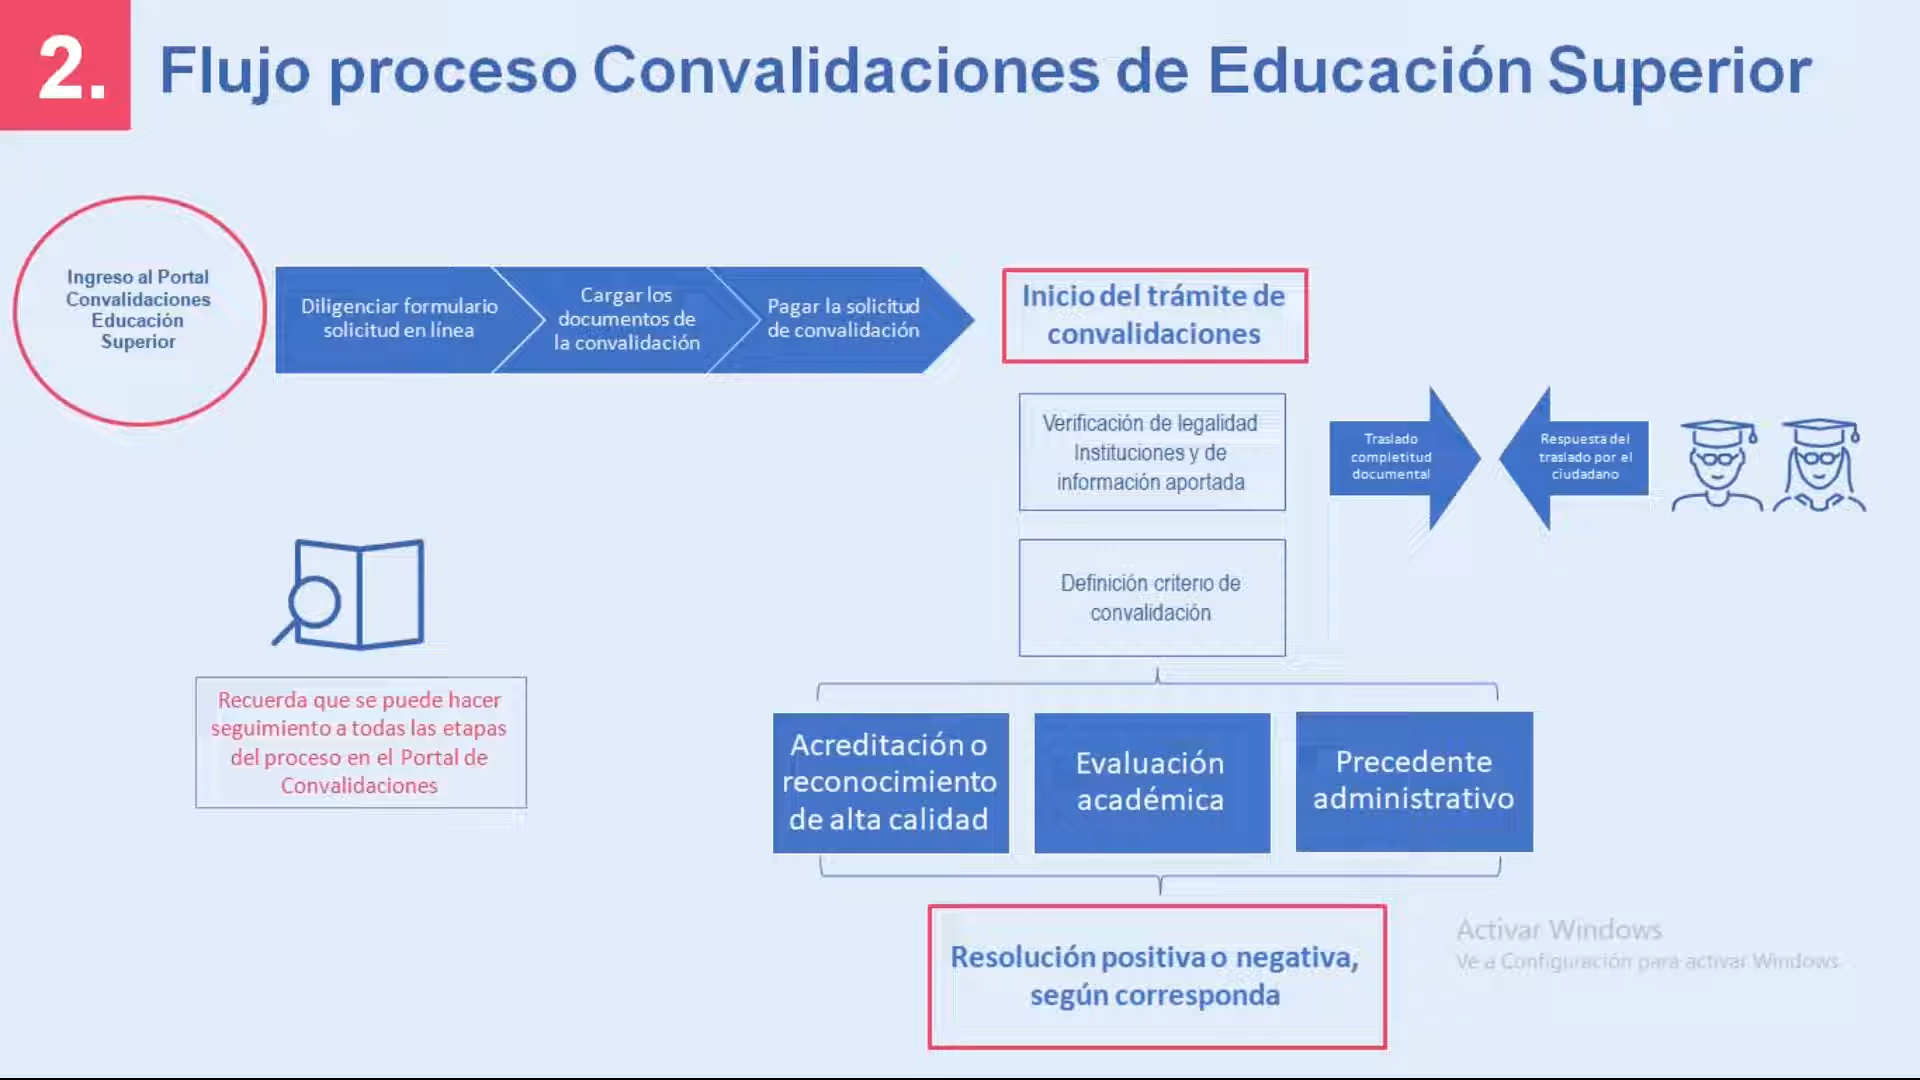 2.
Flujo proceso Convalidaciones de Educación Superior
Ingreso al Portal
Convalidaciones
Educación
Superior
Diligenciar formulario
solicitud en línea
Cargar los
documentos de
la convalidación
Pagar la solicitud
de convalidación
Inicio del trámite de
convalidaciones
Verificación de legalidad
Instituciones y de
información aportada
Traslado
completitud
documental
Respuesta del
traslado por el
ciudadano
Definición criterio de
convalidación
Recuerda que se puede hacer
seguimiento a todas las etapas
del proceso en el Portal de
Convalidaciones
Acreditación o
reconocimiento
de alta calidad
Evaluación
académica
Precedente
administrativo
Resolución positiva o negativa,
según corresponda
Activar Windows
Ve a Configuración para activar Windows.